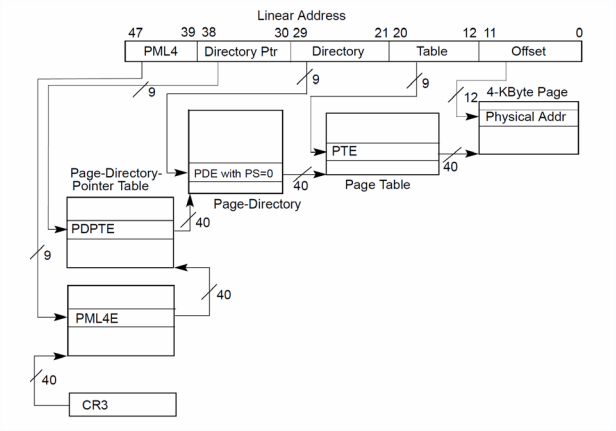 Linear Address
47 39 38 30 29 21 20 12 11 0
PML4 Directory Ptr Directory Table Offset
9 9 9
12 4-KByte Page
Physical Addr
PTE
40
Page Table
PDE with PS=0
40
Page-Directory
Page-Directory-
Pointer Table
PDPTE
40
9
40
PML4E
40
CR3